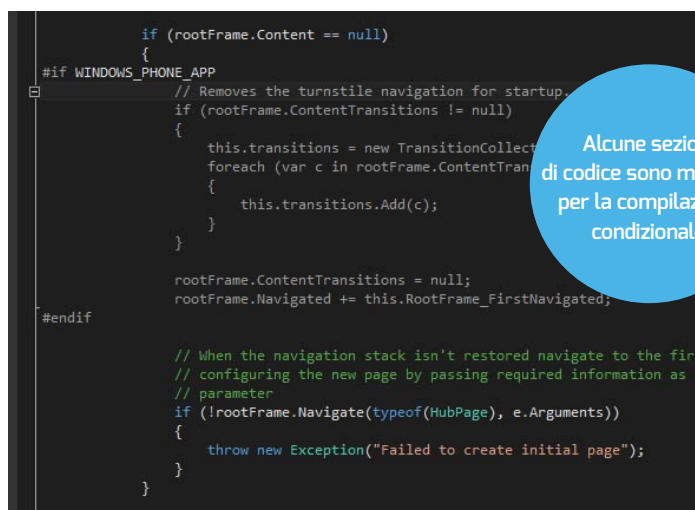 if (rootFrame.Content == null)
{
#if WINDOWS_PHONE_APP
// Removes the turnstile navigation for startup.
if (rootFrame.ContentTransitions != null)
{
this.transitions = new TransitionCollect
foreach (var c in rootFrame.ContentTran
{
this.transitions.Add(c);
}
}
rootFrame.ContentTransitions = null;
rootFrame.Navigated += this.RootFrame_FirstNavigated;
#endif
// When the navigation stack isn't restored navigate to the fir
// configuring the new page by passing required information as
// parameter
if (!rootFrame.Navigate(typeof(HubPage), e.Arguments))
{
throw new Exception("Failed to create initial page");
}
}
Alcune sezio
di codice sono m
per la compilaz
condizional